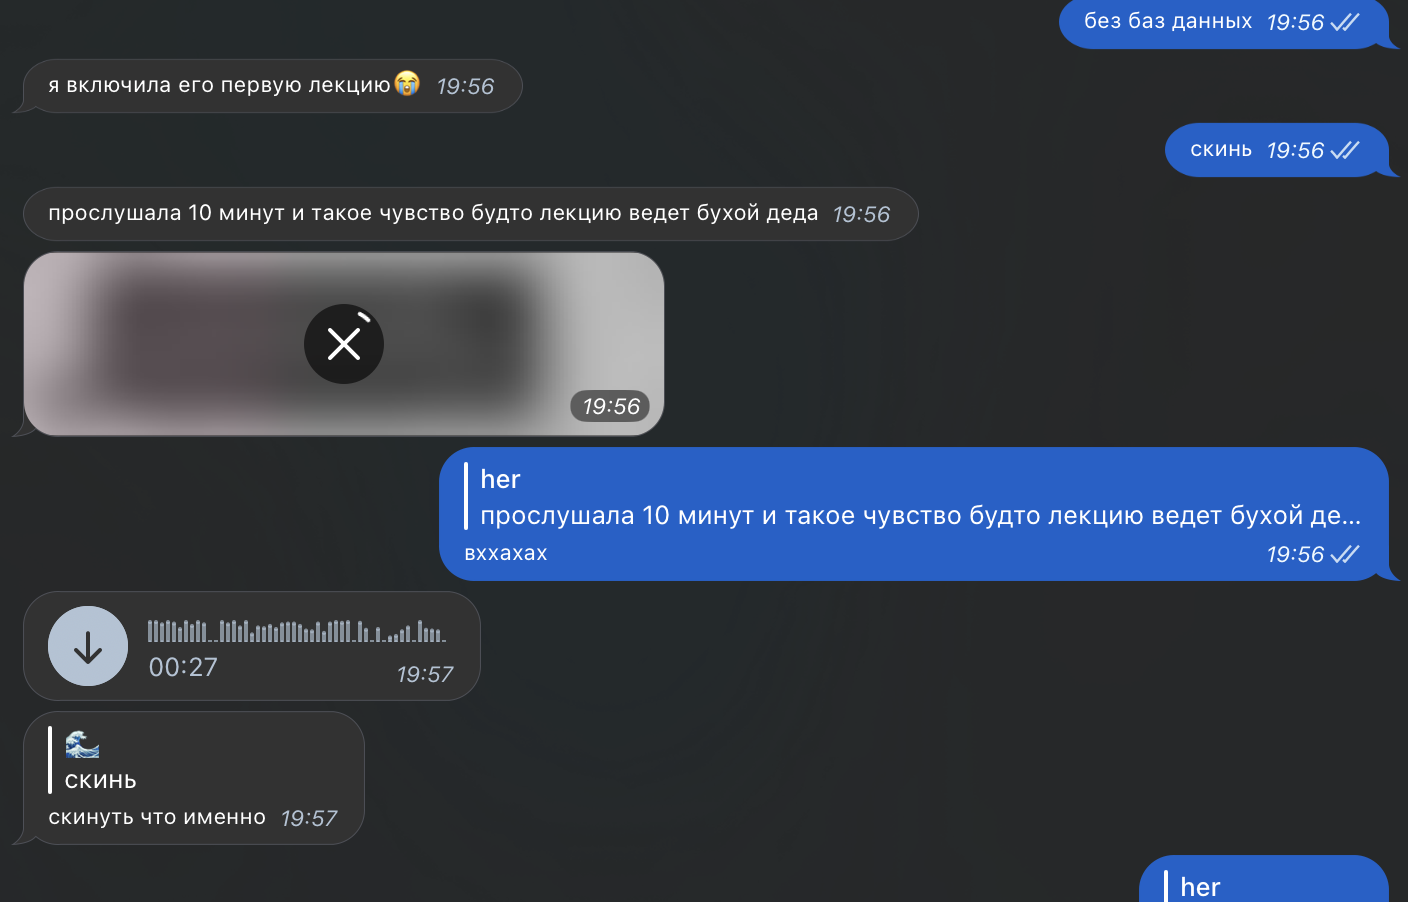 без баз данных 19:56
я включила его первую лекцию😭 19:56
скинь 19:56
прослушала 10 минут и такое чувство будто лекцию ведет бухой деда 19:56
19:56
her
прослушала 10 минут и такое чувство будто лекцию ведет бухой де...
вххахах 19:56
00:27 19:57
🌊
скинь
скинуть что именно 19:57
her